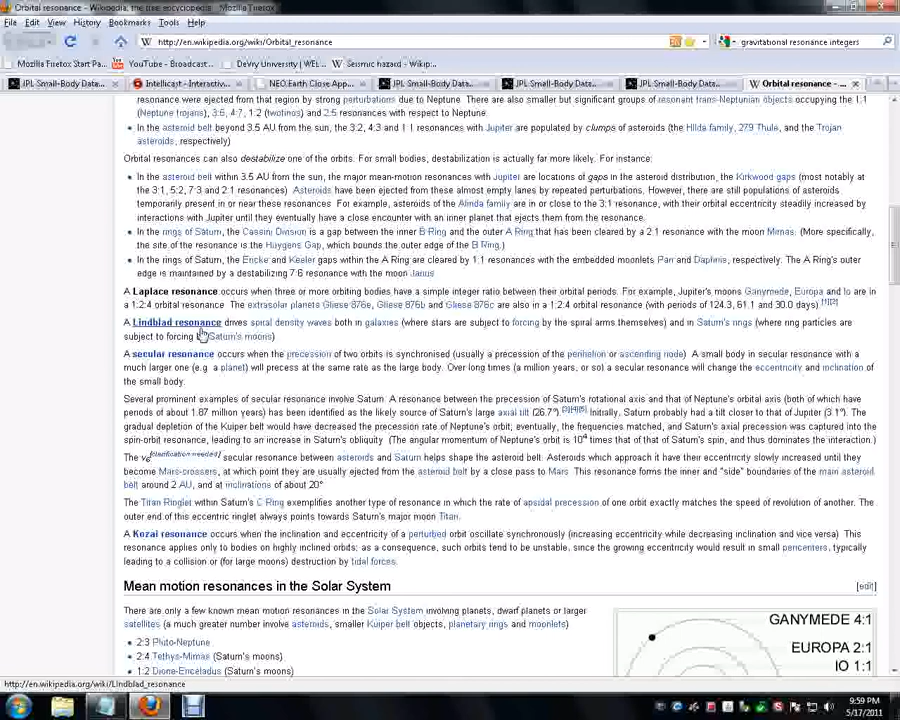 Orbital resonance - Wikipedia, the free encyclopedia - Mozilla Firefox
File Edit View History Bookmarks Tools Help
http://en.wikipedia.org/wiki/Orbital_resonance
gravitational resonance integers
Mozilla Firefox Start Pag... YouTube - Broadcast... DeVry University | WEL... Seismic hazard - Wikip...
JPL Small-Body Data... Intellicast - Interactiv... NEO Earth Close App... JPL Small-Body Data... JPL Small-Body Data... JPL Small-Body Data... Orbital resonance - ...
resonance were ejected from that region by strong perturbations due to Neptune. There are also smaller but significant groups of resonant trans-Neptunian objects occupying the 1:1
(Neptune trojans), 3:5, 4:7, 1:2 (twotinos) and 2:5 resonances with respect to Neptune.
• In the asteroid belt beyond 3.5 AU from the sun, the 3:2, 4:3 and 1:1 resonances with Jupiter are populated by clumps of asteroids (the Hilda family, 279 Thule, and the Trojan
asteroids, respectively).
Orbital resonances can also destabilize one of the orbits. For small bodies, destabilization is actually far more likely. For instance:
• In the asteroid belt within 3.5 AU from the sun, the major mean-motion resonances with Jupiter are locations of gaps in the asteroid distribution, the Kirkwood gaps (most notably at
the 3:1, 5:2, 7:3 and 2:1 resonances). Asteroids have been ejected from these almost empty lanes by repeated perturbations. However, there are still populations of asteroids
temporarily present in or near these resonances. For example, asteroids of the Alinda family are in or close to the 3:1 resonance, with their orbital eccentricity steadily increased by
interactions with Jupiter until they eventually have a close encounter with an inner planet that ejects them from the resonance.
• In the rings of Saturn, the Cassini Division is a gap between the inner B Ring and the outer A Ring that has been cleared by a 2:1 resonance with the moon Mimas. (More specifically,
the site of the resonance is the Huygens Gap, which bounds the outer edge of the B Ring.)
• In the rings of Saturn, the Encke and Keeler gaps within the A Ring are cleared by 1:1 resonances with the embedded moonlets Pan and Daphnis, respectively. The A Ring's outer
edge is maintained by a destabilizing 7:6 resonance with the moon Janus
A Laplace resonance occurs when three or more orbiting bodies have a simple integer ratio between their orbital periods. For example, Jupiter's moons Ganymede, Europa and Io are in
a 1:2:4 orbital resonance. The extrasolar planets Gliese 876e, Gliese 876b and Gliese 876c are also in a 1:2:4 orbital resonance (with periods of 124.3, 61.1 and 30.0 days).[1][2]
A Lindblad resonance drives spiral density waves both in galaxies (where stars are subject to forcing by the spiral arms themselves) and in Saturn's rings (where ring particles are
subject to forcing b Saturn's moons)
A secular resonance occurs when the precession of two orbits is synchronised (usually a precession of the perihelion or ascending node). A small body in secular resonance with a
much larger one (e.g. a planet) will precess at the same rate as the large body. Over long times (a million years, or so) a secular resonance will change the eccentricity and inclination of
the small body.
Several prominent examples of secular resonance involve Saturn. A resonance between the precession of Saturn's rotational axis and that of Neptune's orbital axis (both of which have
periods of about 1.87 million years) has been identified as the likely source of Saturn's large axial tilt (26.7°).[3][4][5] Initially, Saturn probably had a tilt closer to that of Jupiter (3.1°). The
gradual depletion of the Kuiper belt would have decreased the precession rate of Neptune's orbit; eventually, the frequencies matched, and Saturn's axial precession was captured into the
spin-orbit resonance, leading to an increase in Saturn's obliquity. (The angular momentum of Neptune's orbit is 10⁴ times that of that of Saturn's spin, and thus dominates the interaction.)
The ν₆[clarification needed] secular resonance between asteroids and Saturn helps shape the asteroid belt. Asteroids which approach it have their eccentricity slowly increased until they
become Mars-crossers, at which point they are usually ejected from the asteroid belt by a close pass to Mars. This resonance forms the inner and "side" boundaries of the main asteroid
belt around 2 AU, and at inclinations of about 20°
The Titan Ringlet within Saturn's C Ring exemplifies another type of resonance in which the rate of apsidal precession of one orbit exactly matches the speed of revolution of another. The
outer end of this eccentric ringlet always points towards Saturn's major moon Titan.
A Kozai resonance occurs when the inclination and eccentricity of a perturbed orbit oscillate synchronously (increasing eccentricity while decreasing inclination and vice versa). This
resonance applies only to bodies on highly inclined orbits; as a consequence, such orbits tend to be unstable, since the growing eccentricity would result in small pericenters, typically
leading to a collision or (for large moons) destruction by tidal forces.
Mean motion resonances in the Solar System
[edit]
There are only a few known mean motion resonances in the Solar System involving planets, dwarf planets or larger
satellites (a much greater number involve asteroids, smaller Kuiper belt objects, planetary rings and moonlets)
• 2:3 Pluto-Neptune
• 2:4 Tethys-Mimas (Saturn's moons)
• 1:2 Dione-Enceladus (Saturn's moons)
GANYMEDE 4:1
EUROPA 2:1
IO 1:1
http://en.wikipedia.org/wiki/Lindblad_resonance
9:59 PM
5/17/2011